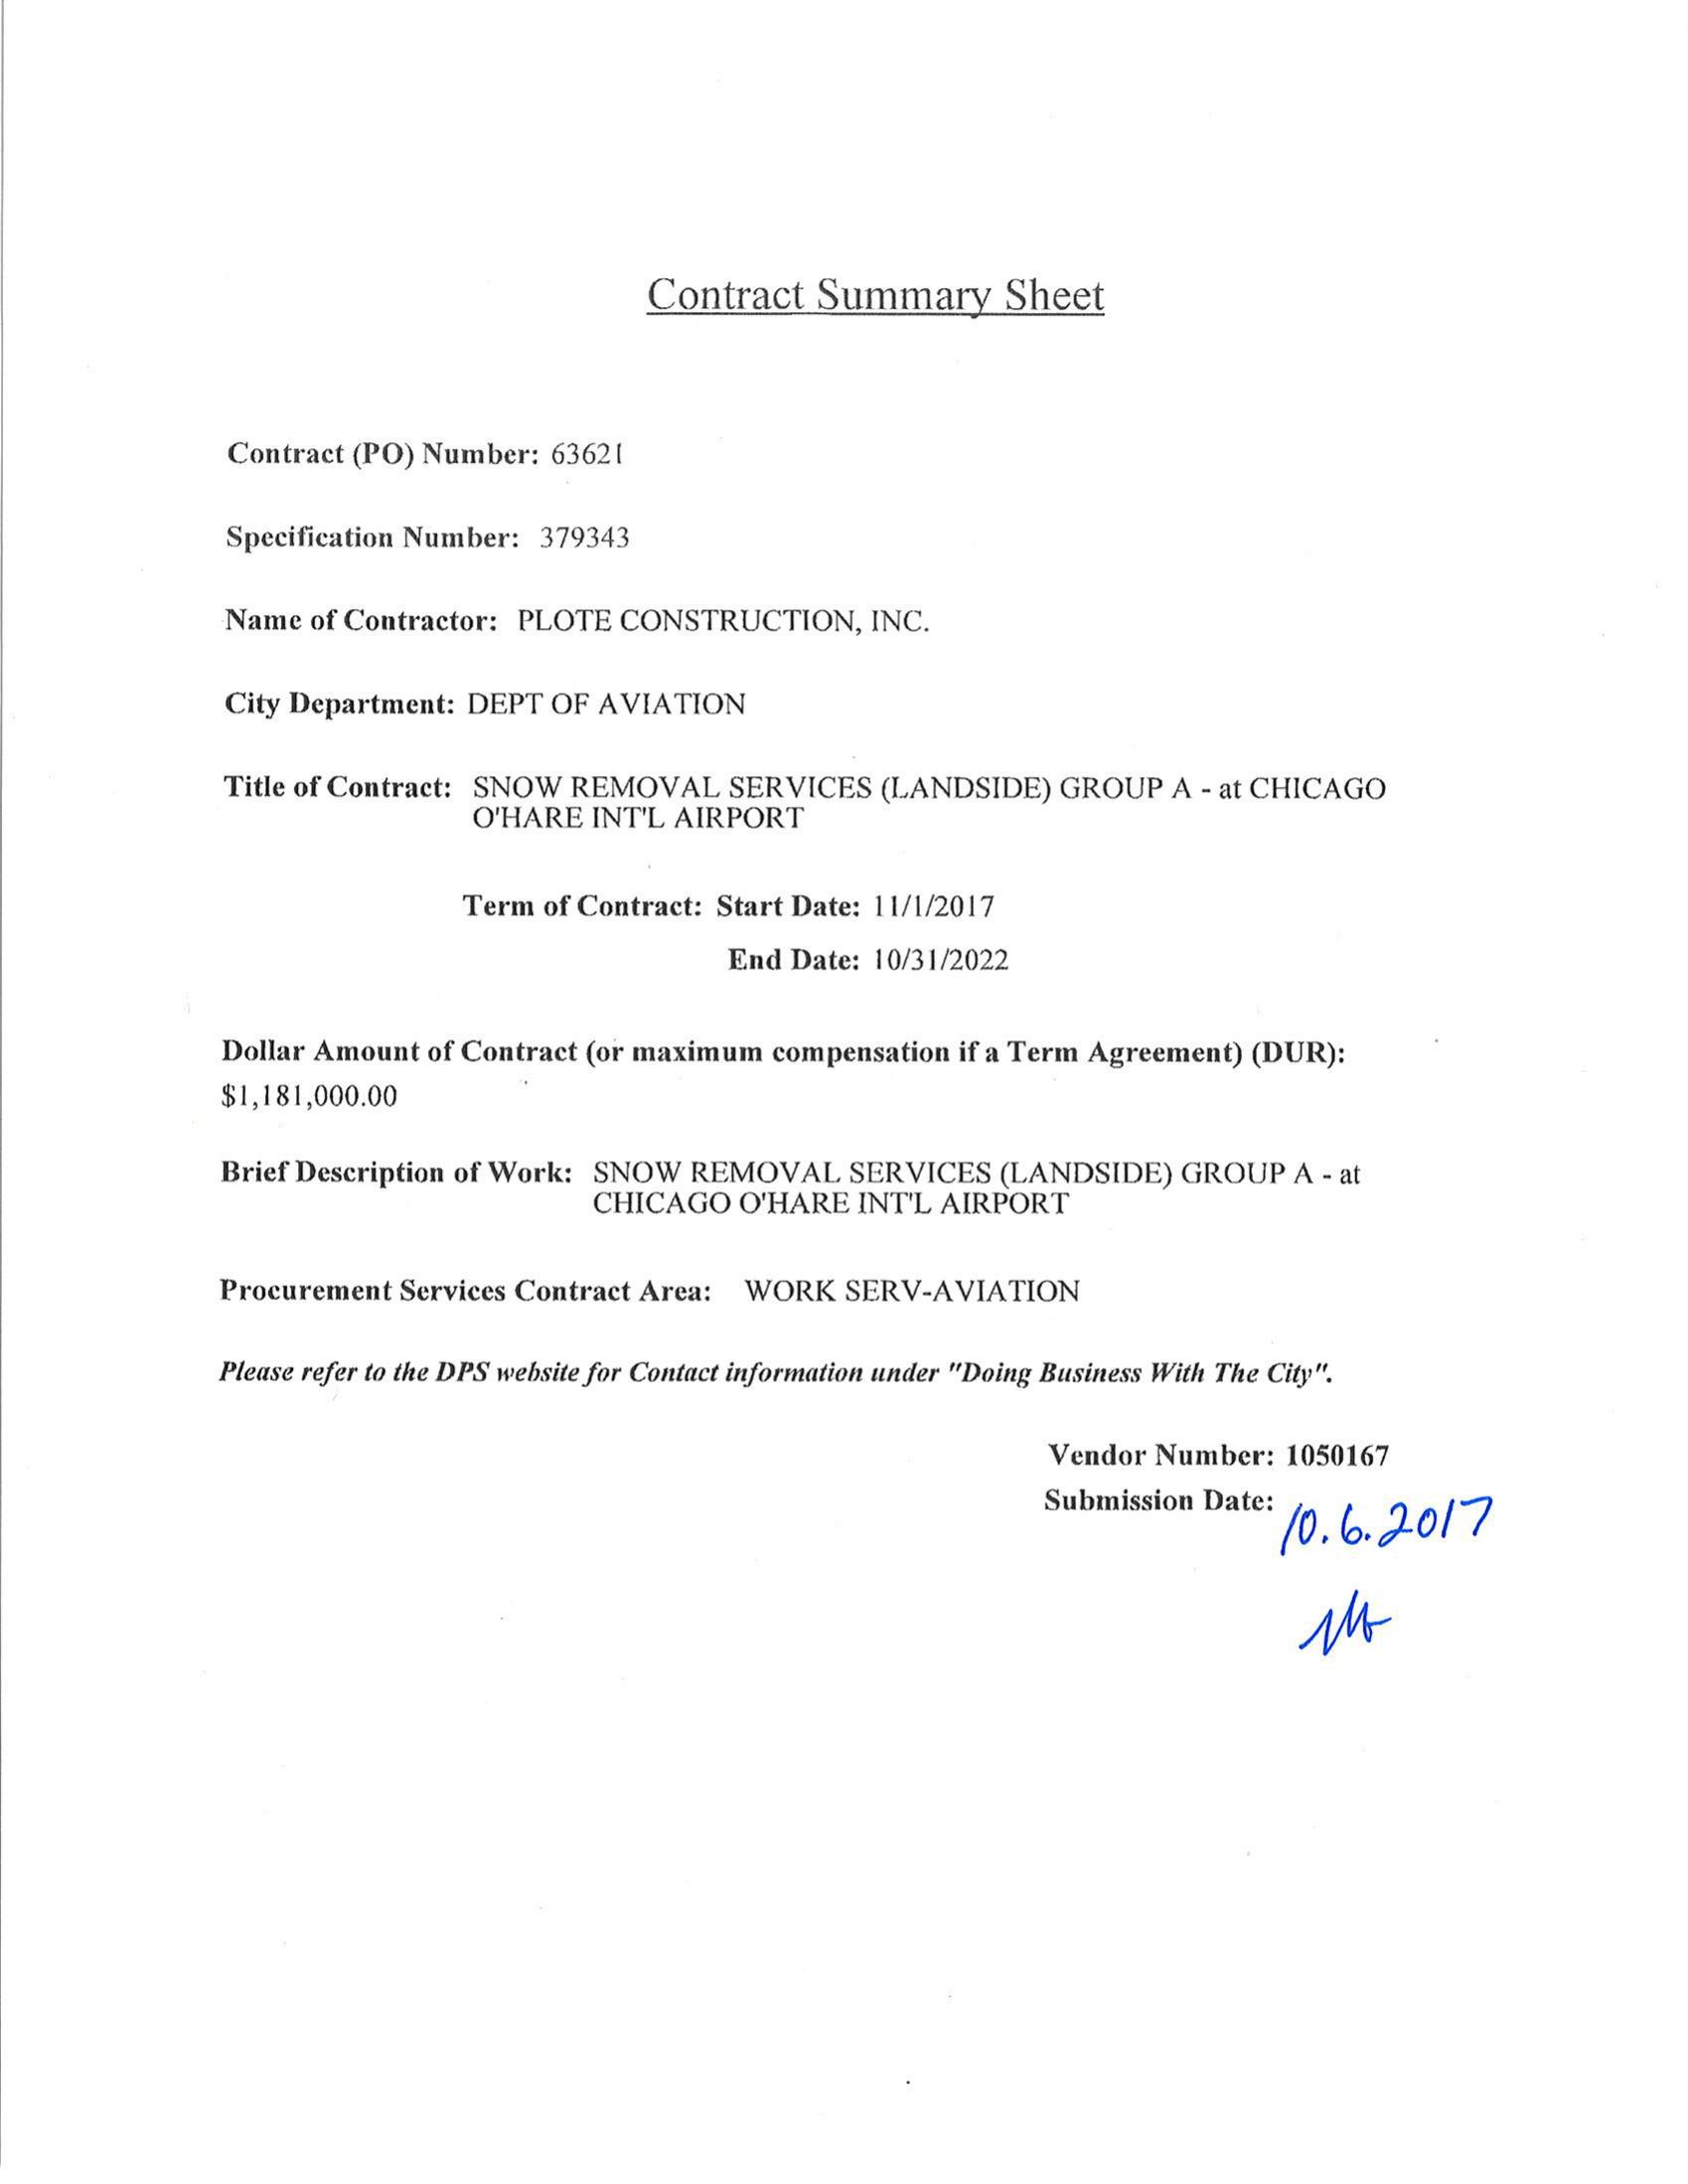 Contract Summary Sheet
Contract (PO) Number: 63621
Specification Number: 379343
Name of Contractor: PLOTE CONSTRUCTION, INC.
City Department: DEPT OF AVIATION
Title of Contract: SNOW REMOVAL SERVICES (LANDSIDE) GROUP A - at CHICAGO
O'HARE INT'L AIRPORT
Term of Contract: Start Date: 11/1/2017
End Date: 10/31/2022
Dollar Amount of Contract (or maximum compensation if a Term Agreement) (DUR):
$1,181,000.00
Brief Description of Work: SNOW REMOVAL SERVICES (LANDSIDE) GROUP A - at
CHICAGO O'HARE INT'L AIRPORT
Procurement Services Contract Area: WORK SERV-AVIATION
Please refer to the DPS website for Contact information under "Doing Business With The City".
Vendor Number: 1050167
Submission Date:
10.6.2017